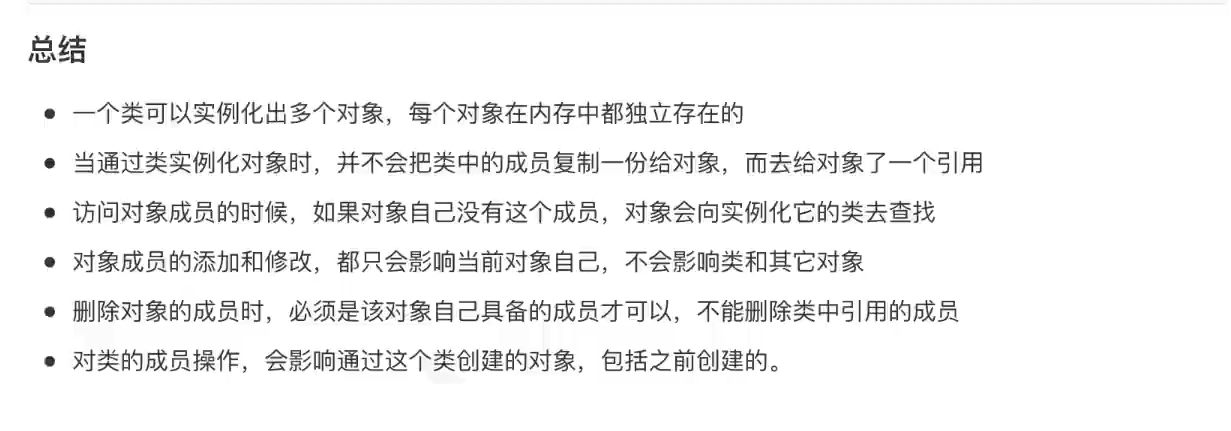 总结
• 一个类可以实例化出多个对象，每个对象在内存中都独立存在的
• 当通过类实例化对象时，并不会把类中的成员复制一份给对象，而去给对象了一个引用
• 访问对象成员的时候，如果对象自己没有这个成员，对象会向实例化它的类去查找
• 对象成员的添加和修改，都只会影响当前对象自己，不会影响类和其它对象
• 删除对象的成员时，必须是该对象自己具备的成员才可以，不能删除类中引用的成员
• 对类的成员操作，会影响通过这个类创建的对象，包括之前创建的。